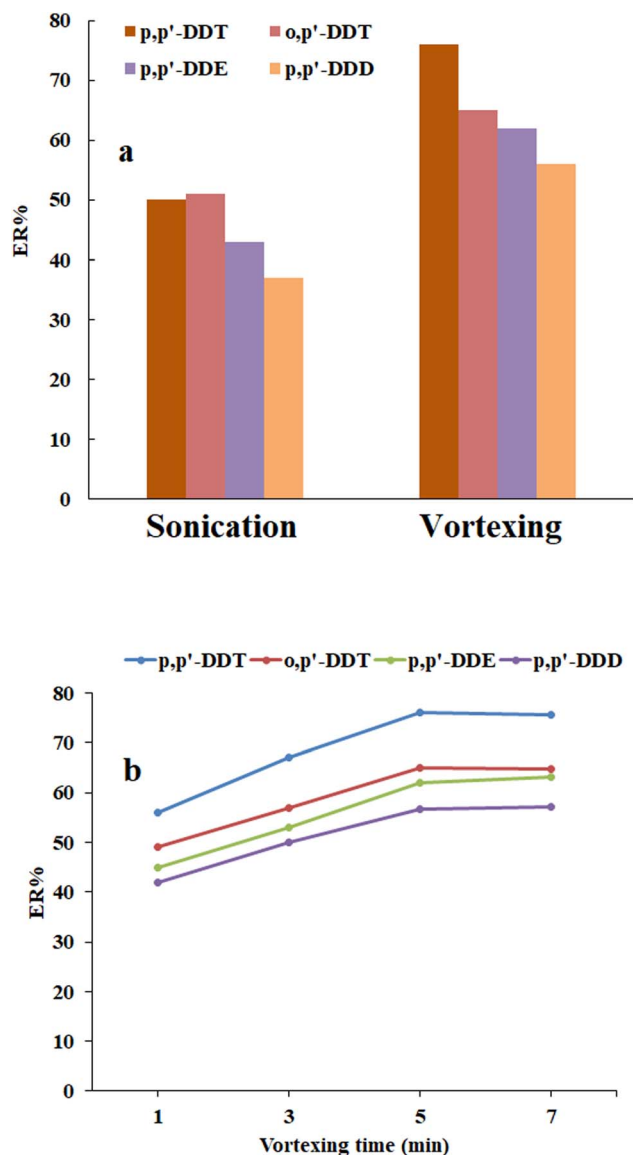 80
p,p'-DDT
o,p'-DDT
70
p,p'-DDE
p,p'-DDD
60
a
50
ER%
40
30
20
10
0
Sonication
Vortexing
p,p'-DDT
o,p'-DDT
p,p'-DDE
p,p'-DDD
80
70
b
60
50
ER%
40
30
20
10
0
1
3
5
7
Vortexing time (min)